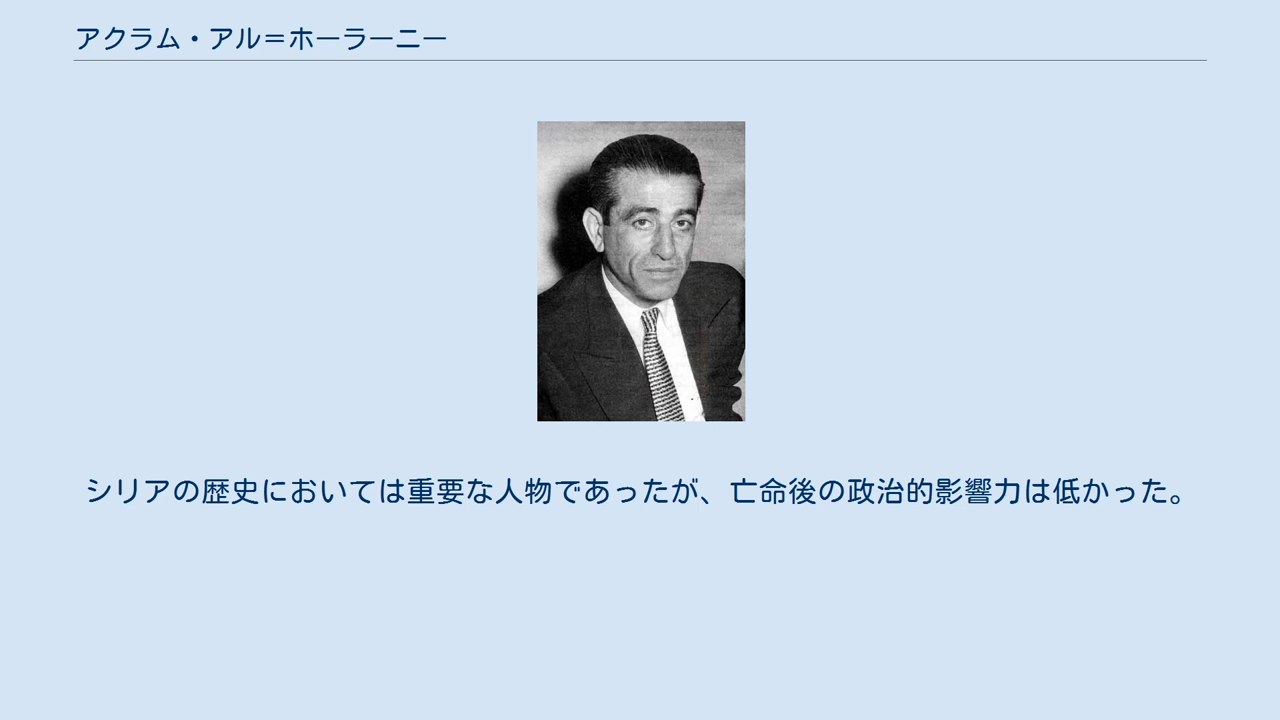 アクラム・アル＝ホーラーニー
シリアの歴史においては重要な人物であったが、亡命後の政治的影響力は低かった。